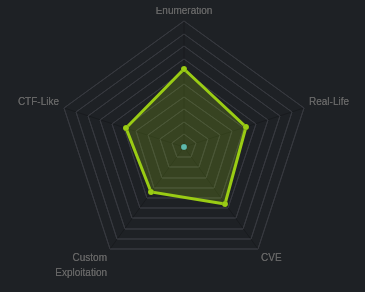 Enumeration
CTF-Like
Real-Life
Custom
Exploitation
CVE